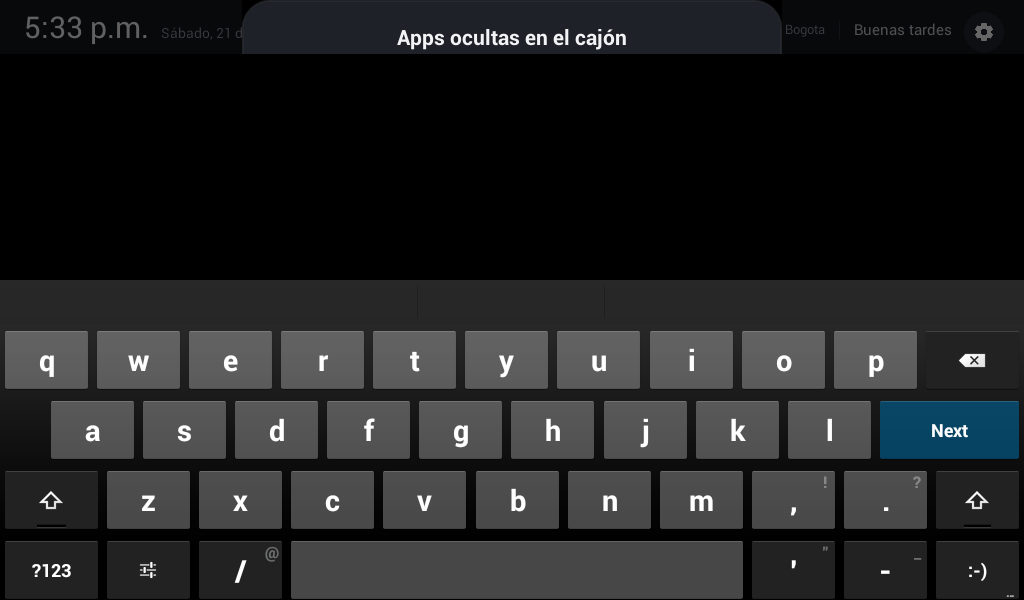 5:33 p.m. Sábado, 21 d
Apps ocultas en el cajón
Bogota Buenas tardes
q w e r t y u i o p
a s d f g h j k l Next
z x c v b n m , ! . ?
?123 / @ ' " - _ :-)